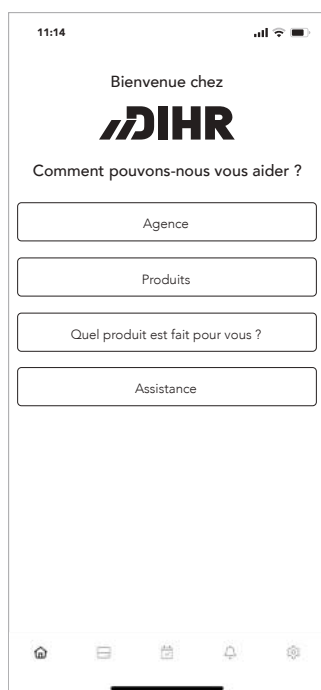 11:14
Bienvenue chez
DIHR
Comment pouvons-nous vous aider ?
Agence
Produits
Quel produit est fait pour vous ?
Assistance